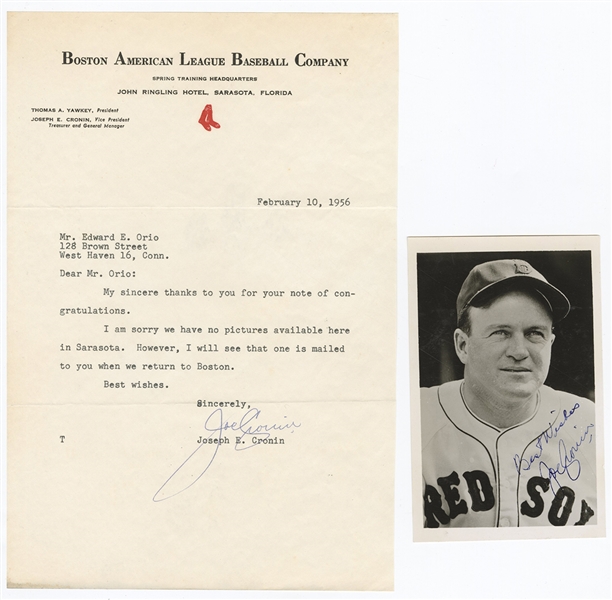 BOSTON AMERICAN LEAGUE BASEBALL COMPANY
SPRING TRAINING HEADQUARTERS
JOHN RINGLING HOTEL, SARASOTA, FLORIDA
THOMAS A. YAWKEY, President
JOSEPH E. CRONIN, Vice President
Treasurer and General Manager
February 10, 1956
Mr. Edward E. Orio
128 Brown Street
West Haven 16, Conn.
Dear Mr. Orio:
My sincere thanks to you for your note of con-
gratulations.
I am sorry we have no pictures available here
in Sarasota. However, I will see that one is mailed
to you when we return to Boston.
Best wishes.
Sincerely,
Joe Cronin
T Joseph E. Cronin
B
Best Wishes
Joe Cronin
RED SOX